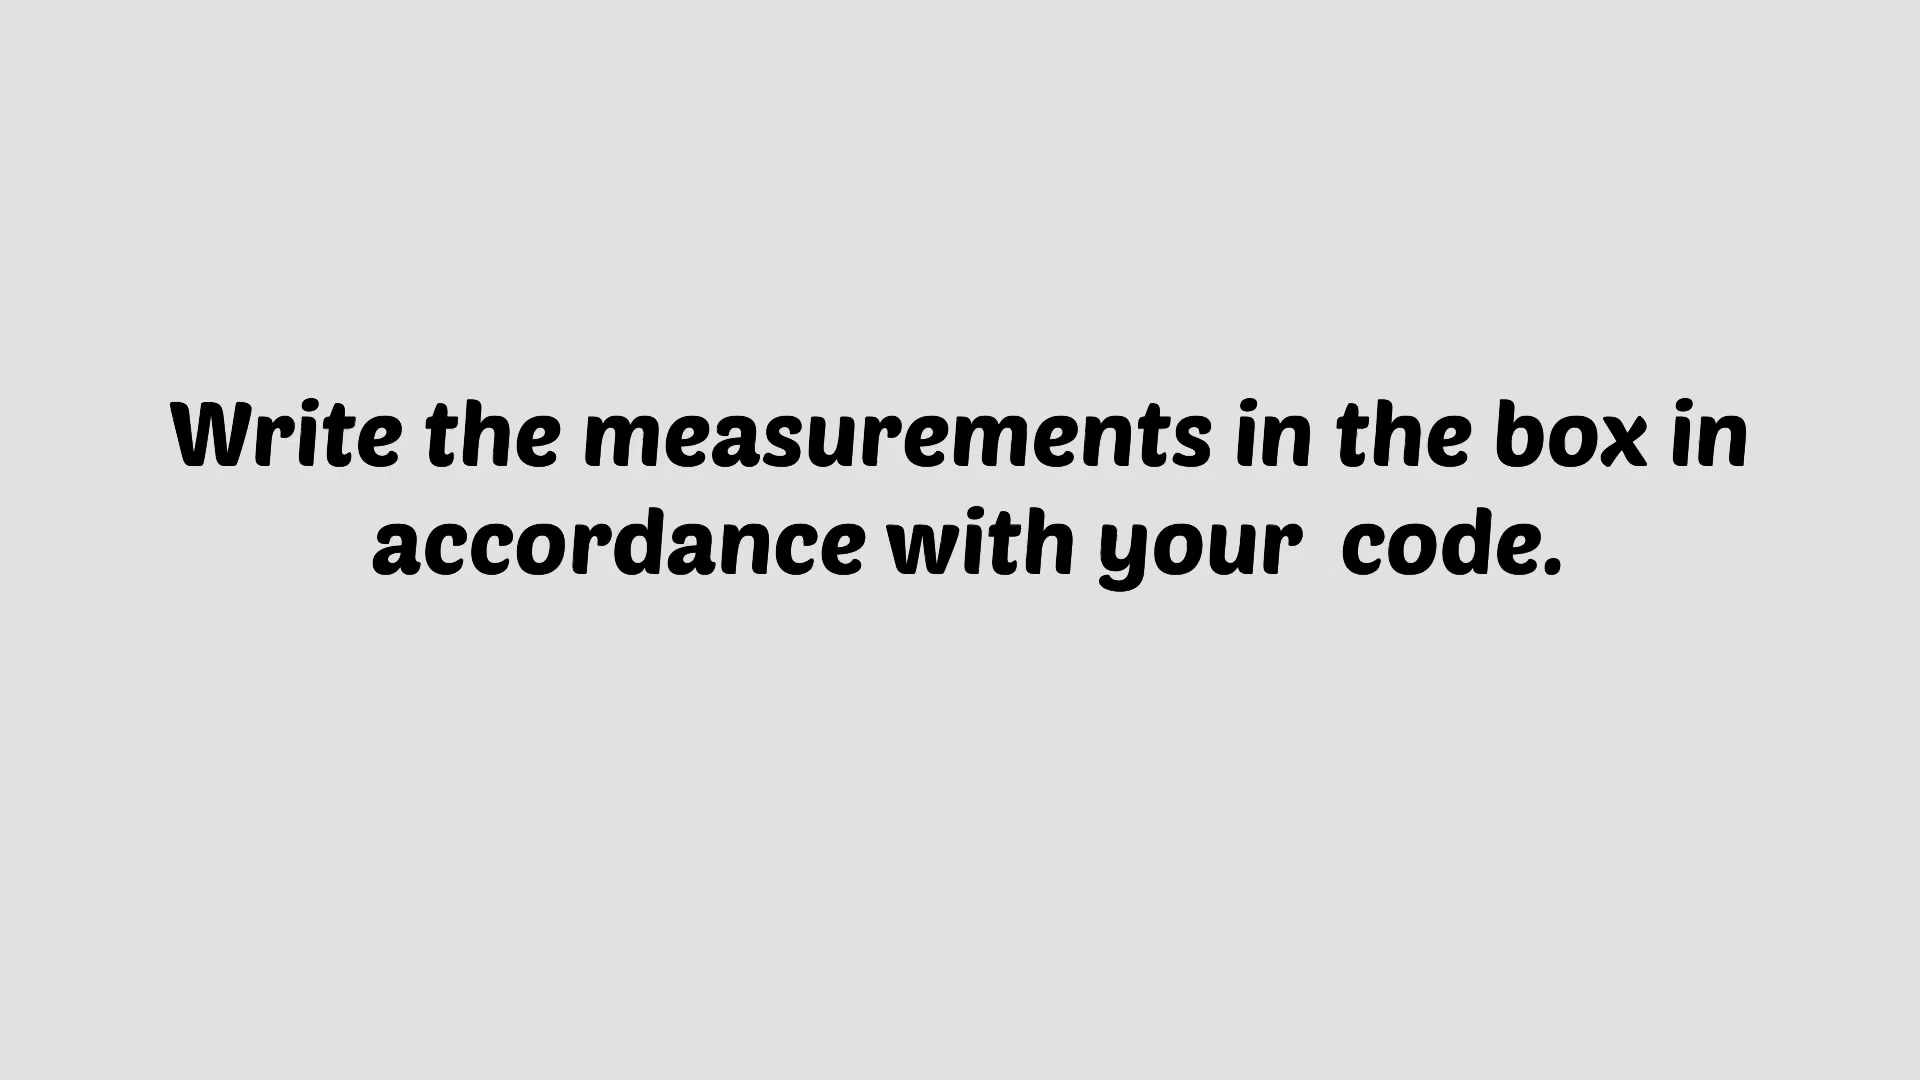 Write the measurements in the box in
accordance with your  code.